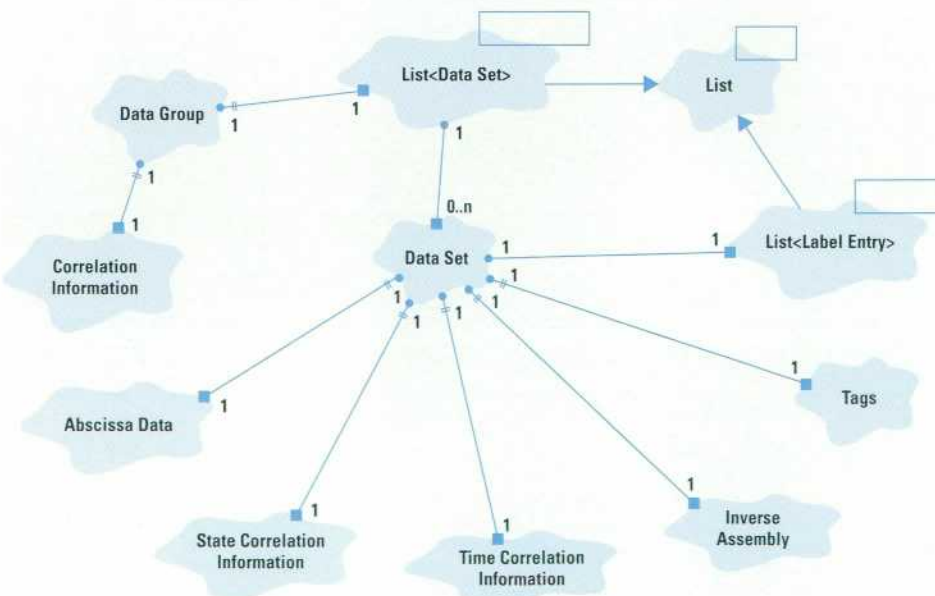 List<Data Set>
List
Data Group
1
1
1
1
1
0..n
Correlation
Information
Data Set
1
1
List<Label Entry>
1
1
1
1
1
1
Tags
Abscissa Data
1
1
State Correlation
Information
1
Time Correlation
Information
1
Inverse
Assembly
1